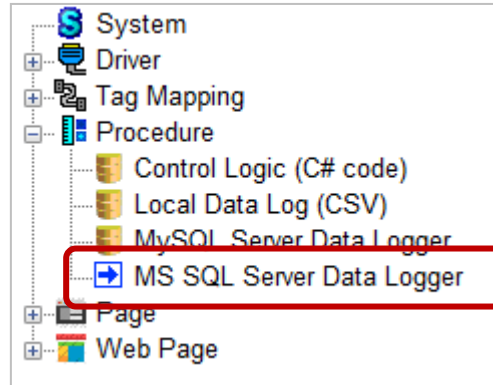 System
Driver
Tag Mapping
Procedure
Control Logic (C# code)
Local Data Log (CSV)
MySQL Server Data Logger
MS SQL Server Data Logger
Page
Web Page